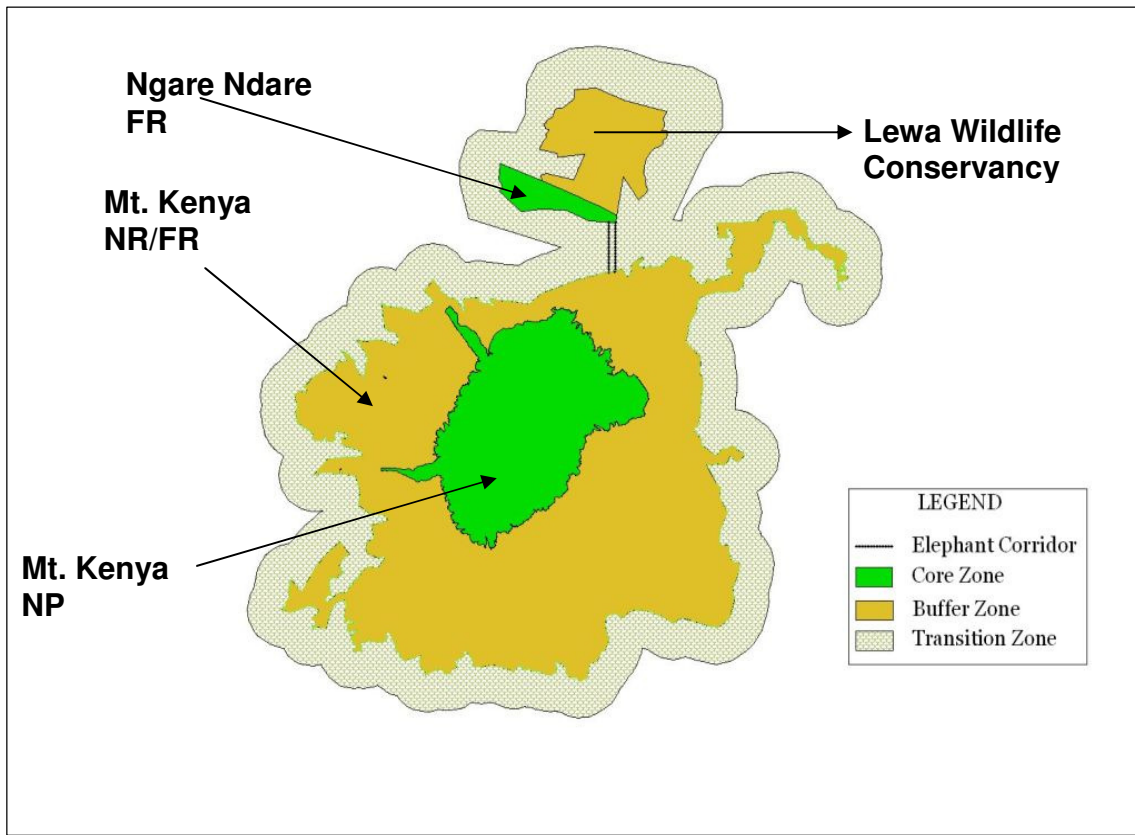 Ngare Ndare
FR
Lewa Wildlife
Conservancy
Mt. Kenya
NR/FR
Mt. Kenya
NP
LEGEND
Elephant Corridor
Core Zone
Buffer Zone
Transition Zone